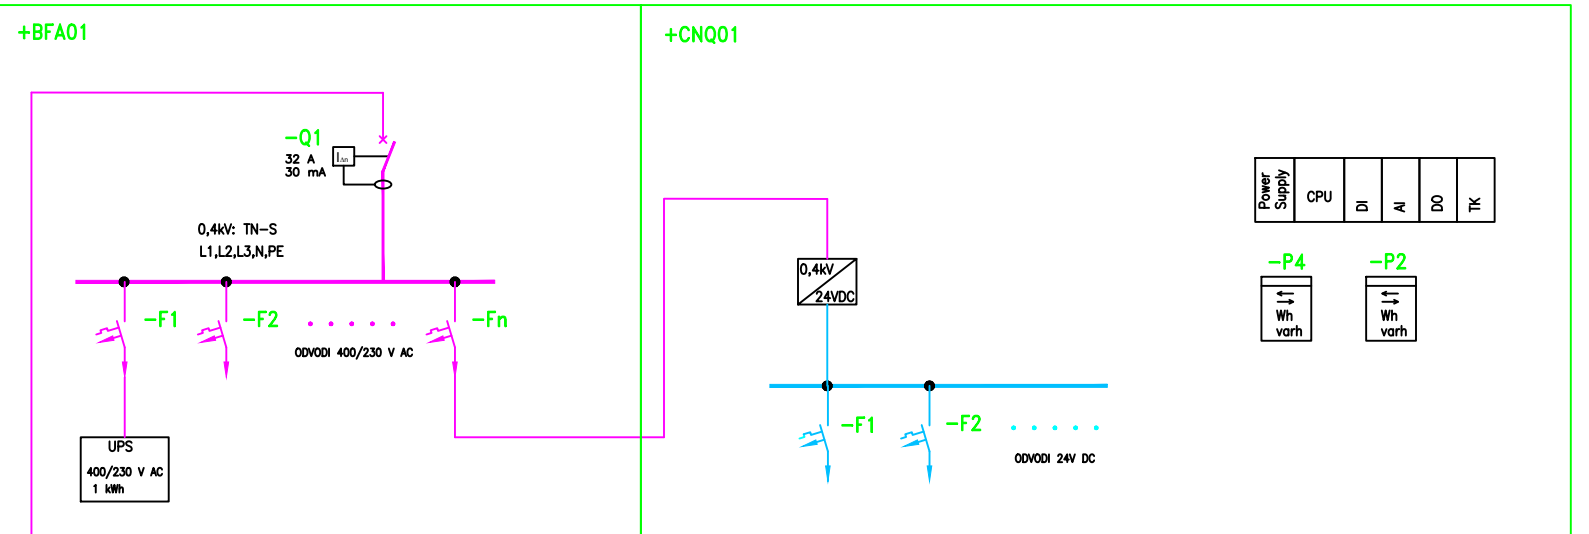 +BFA01
+CNQ01
-Q1
32 A
30 mA
IΔn
0,4kV: TN-S
L1,L2,L3,N,PE
-F1
-F2
-Fn
ODVODI 400/230 V AC
UPS
400/230 V AC
1 kWh
0,4kV
24VDC
-F1
-F2
ODVODI 24V DC
Power
Supply
CPU
DI
AI
DO
TK
-P4
Wh
varh
-P2
Wh
varh